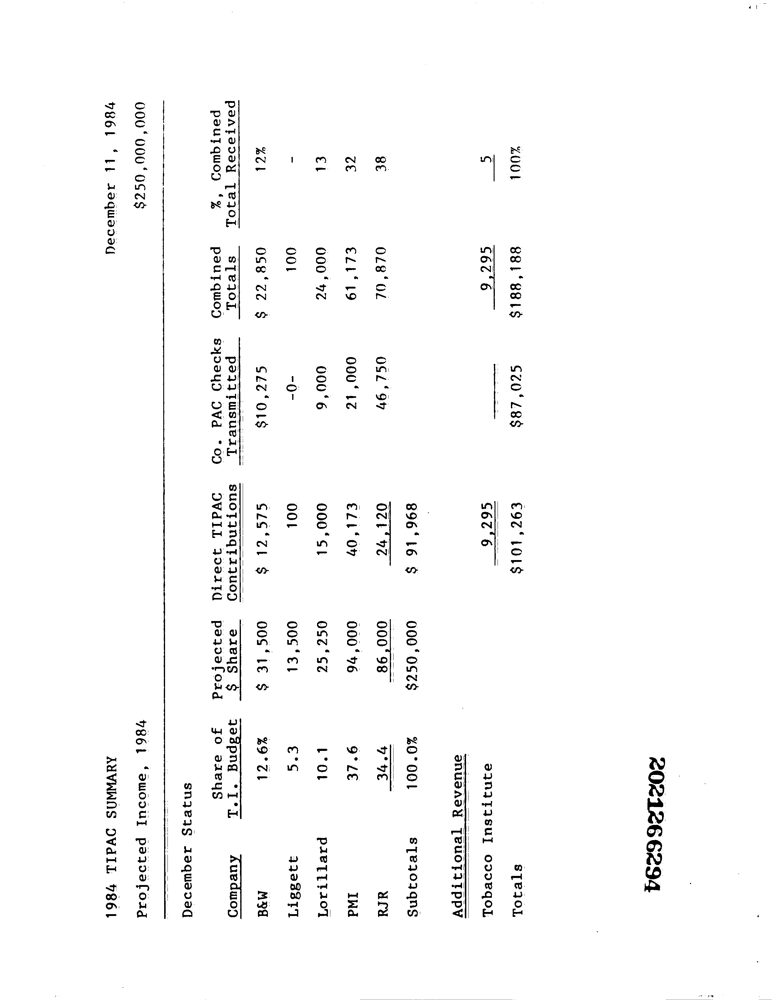 1984 TIPAC SUMMARY December 11, 1984
Projected Income, 1984 $250,000,000
December Status
Company Share of T.I. Budget Projected $ Share Direct TIPAC Contributions Co. PAC Checks Transmitted Combined Totals %, Combined Total Received
B&W 12.6% $ 31,500 $ 12,575 $10,275 $ 22,850 12%
Liggett 5.3 13,500 100 -0- 100 -
Lorillard 10.1 25,250 15,000 9,000 24,000 13
PMI 37.6 94,000 40,173 21,000 61,173 32
RJR 34.4 86,000 24,120 46,750 70,870 38
Subtotals 100.0% $250,000 $ 91,968
Additional Revenue
Tobacco Institute 9,295 9,295 5
Totals $101,263 $87,025 $188,188 100%
2021266294